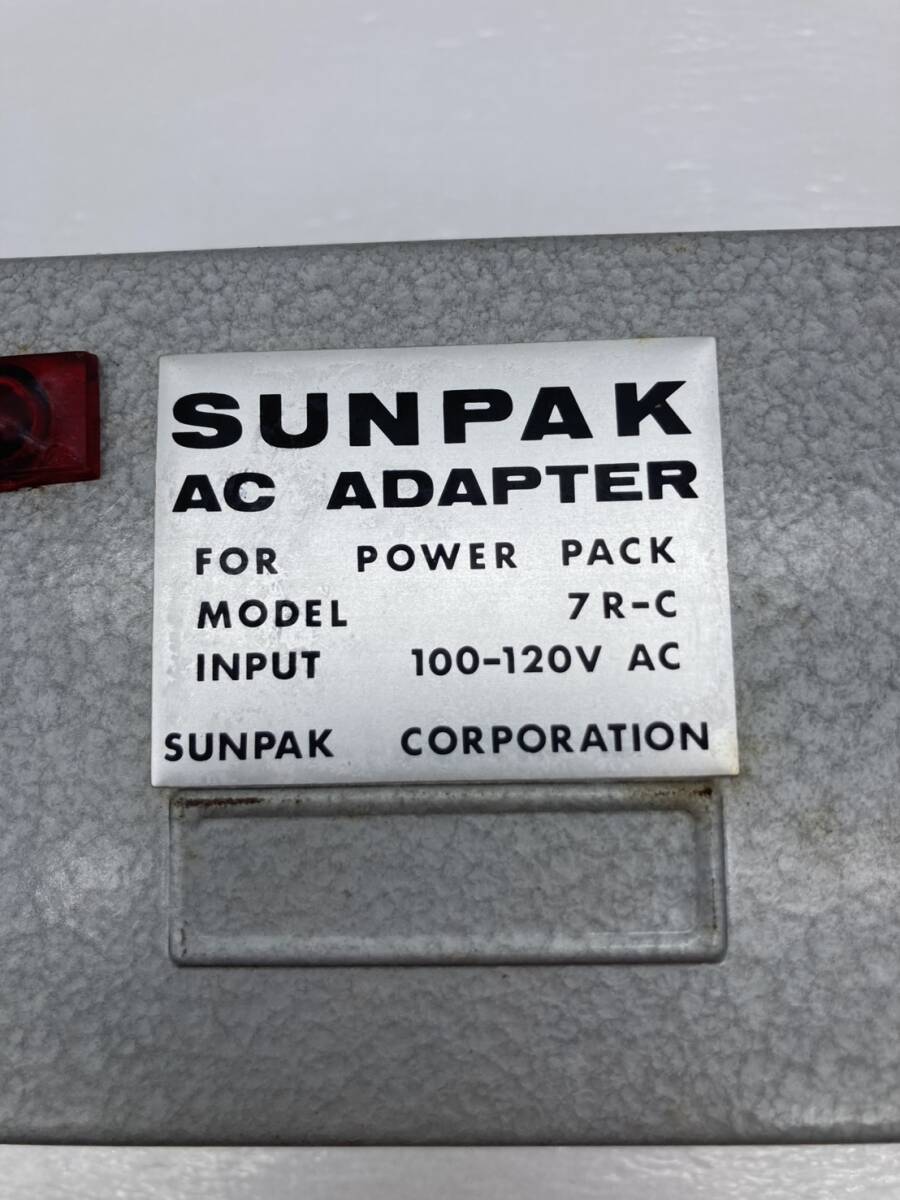 SUNPAK
AC ADAPTER
FOR POWER PACK
MODEL 7R-C
INPUT 100-120V AC
SUNPAK CORPORATION